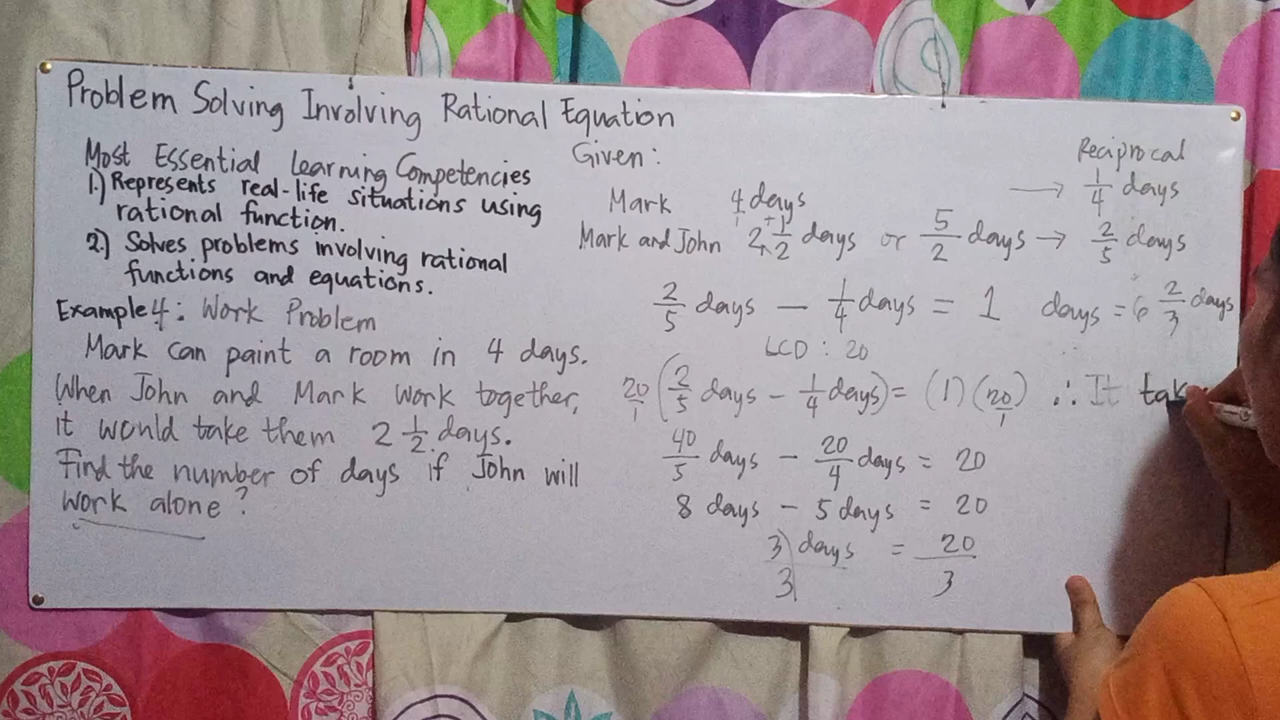 Problem Solving Involving Rational Equation
Most Essential Learning Competencies
1.) Represents real-life situations using
rational function.
2.) Solves problems involving rational
functions and equations.
Example 4: Work Problem
Mark can paint a room in 4 days.
When John and Mark work together,
it would take them 2 1/2 days.
Find the number of days if John will
work alone?
Given:
Reciprocal
Mark 4/1 days → 1/4 days
Mark and John 2 +1/2 days or 5/2 days → 2/5 days
2/5 days − 1/4 days = 1 days = 6 2/3 days
LCD : 20
20/1 (2/5 days − 1/4 days) = (1) (20/1) ∴ It tak
40/5 days − 20/4 days = 20
8 days − 5 days = 20
3 days/3 = 20/3